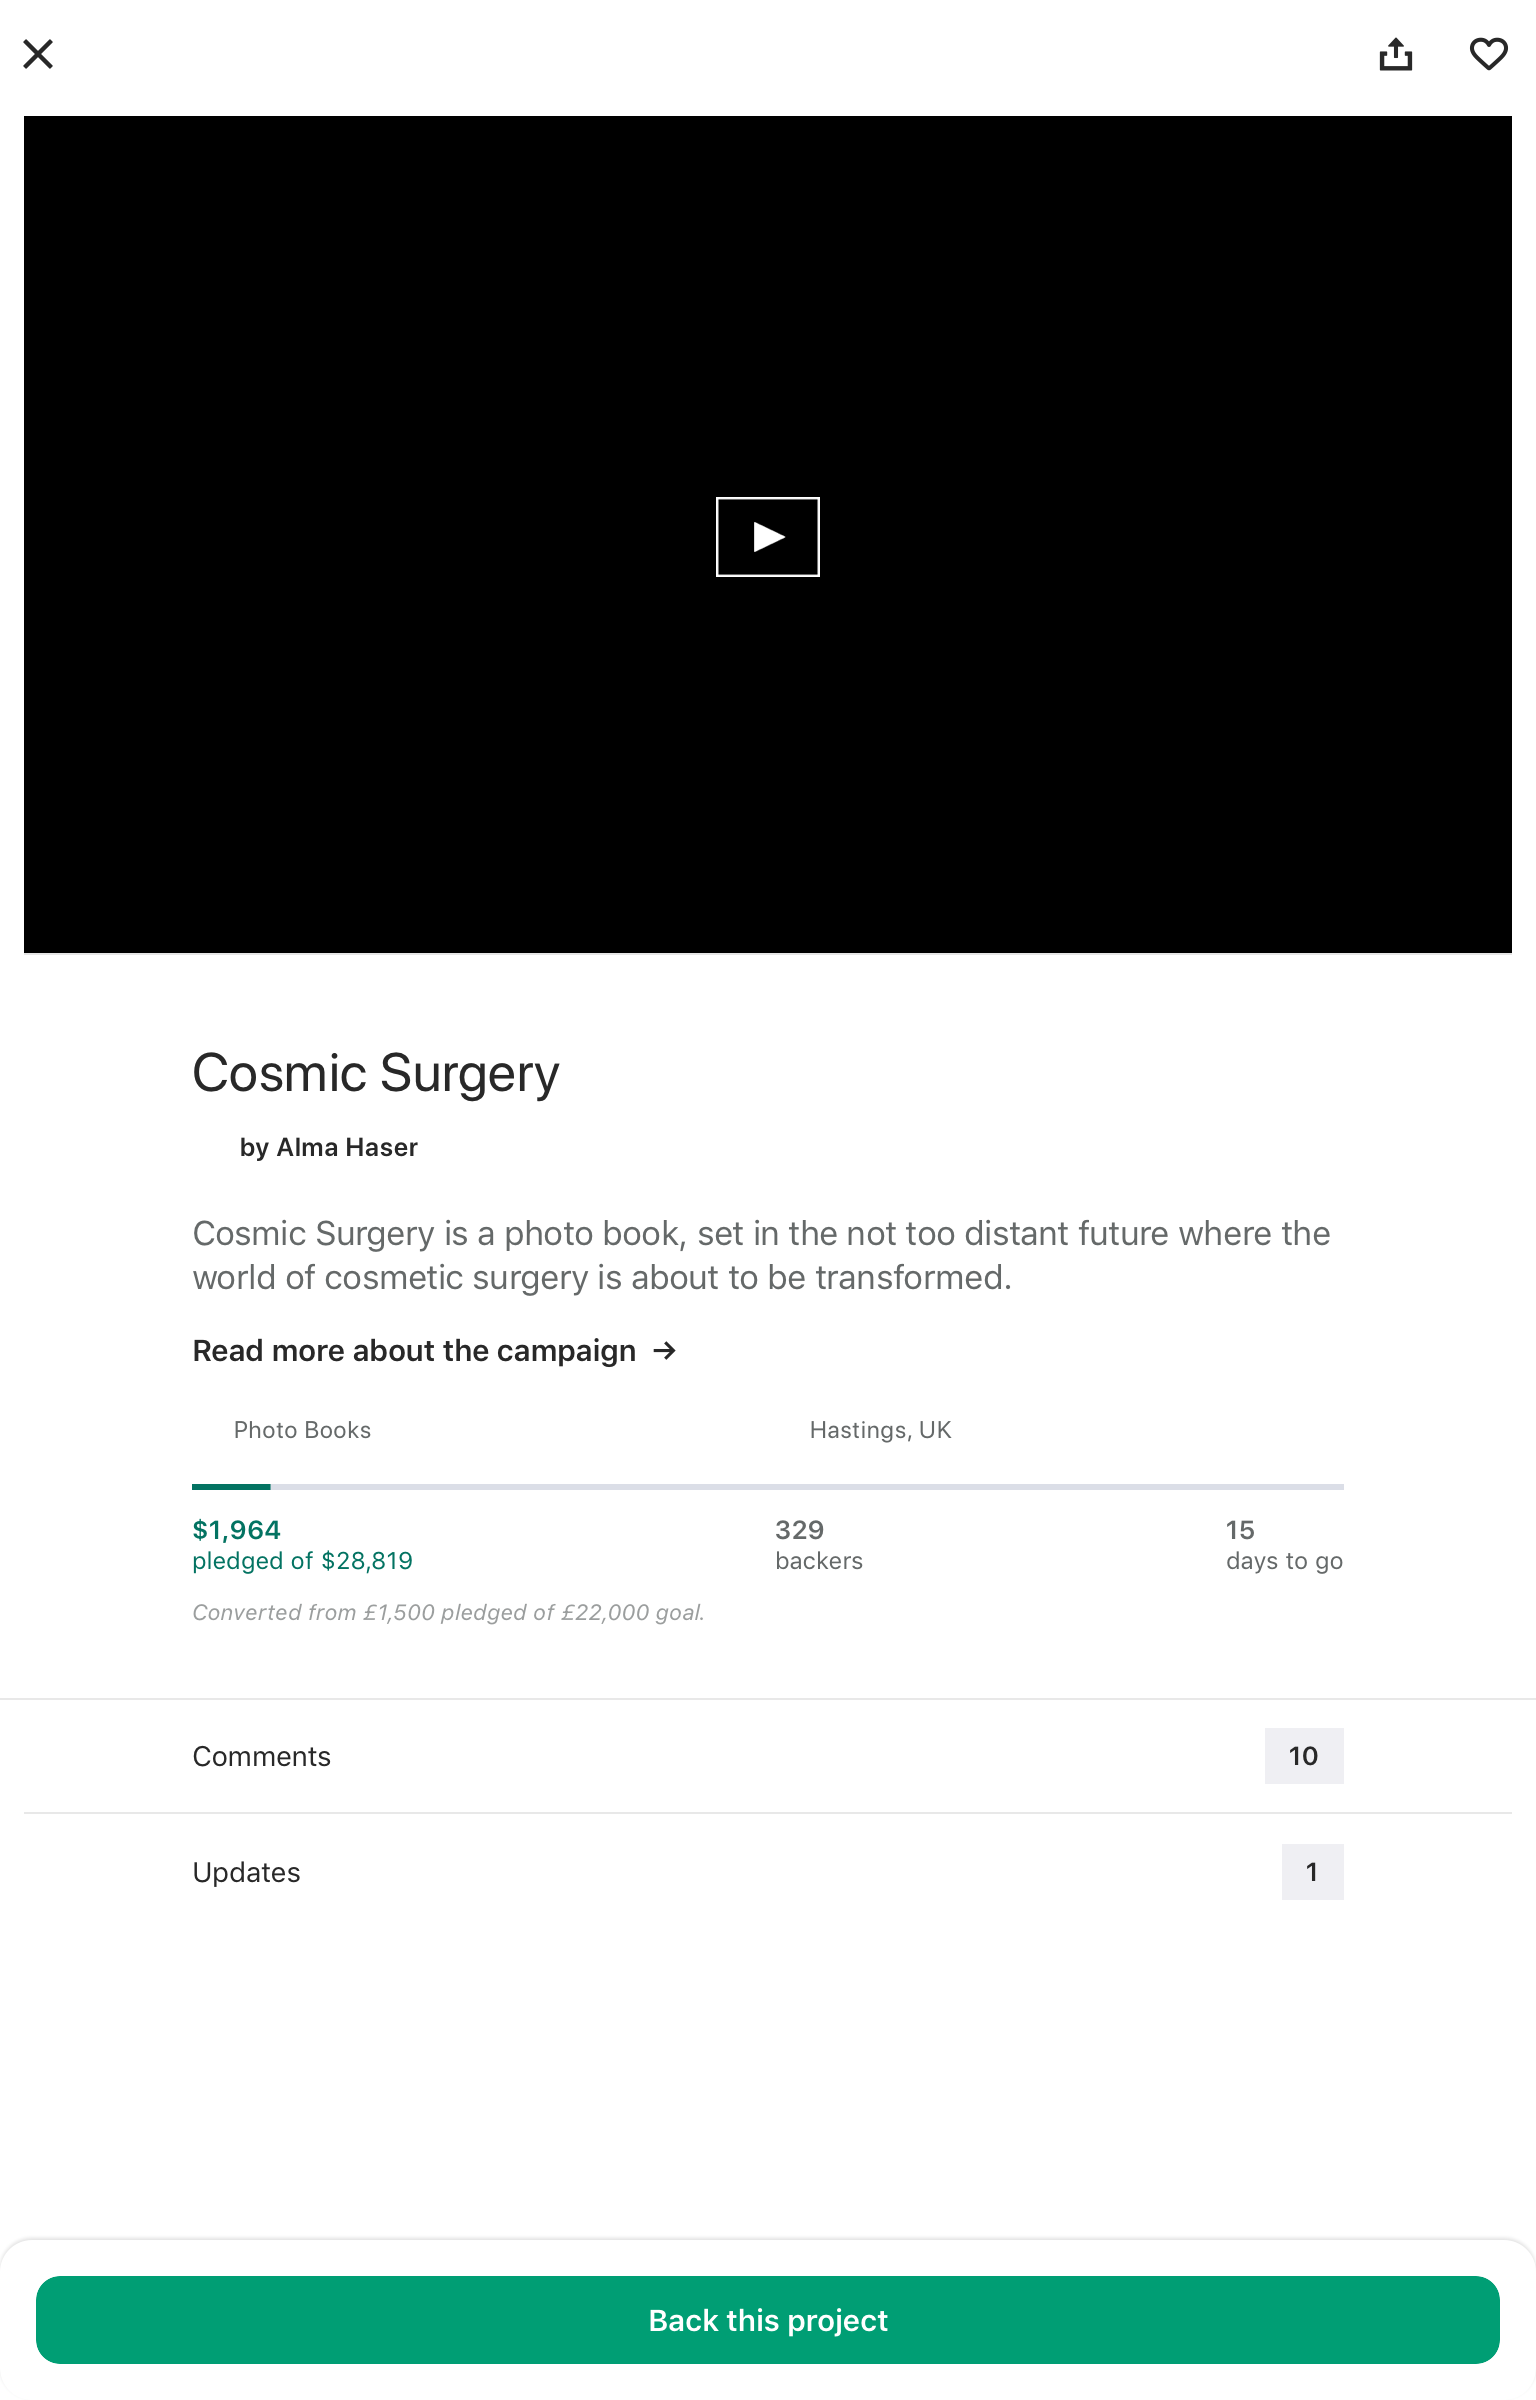 Cosmic Surgery
by Alma Haser
Cosmic Surgery is a photo book, set in the not too distant future where the
world of cosmetic surgery is about to be transformed.
Read more about the campaign →
Photo Books
Hastings, UK
$1,964
pledged of $28,819
329
backers
15
days to go
Converted from £1,500 pledged of £22,000 goal.
Comments
10
Updates
1
Back this project